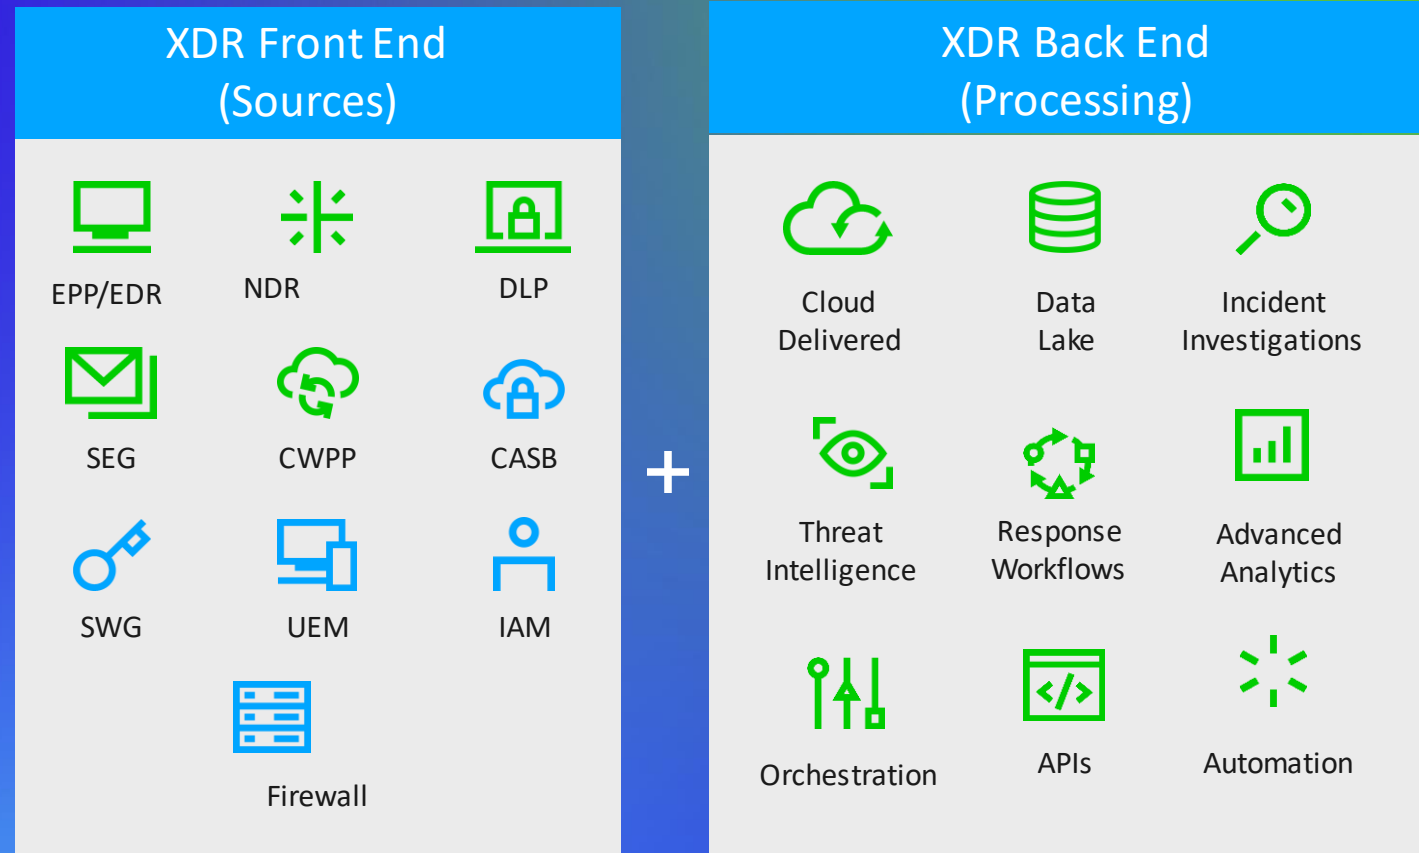 XDR Front End
(Sources)
EPP/EDR
NDR
DLP
SEG
CWPP
CASB
SWG
UEM
IAM
Firewall
+
XDR Back End
(Processing)
Cloud
Delivered
Data
Lake
Incident
Investigations
Threat
Intelligence
Response
Workflows
Advanced
Analytics
Orchestration
</>
APIs
Automation